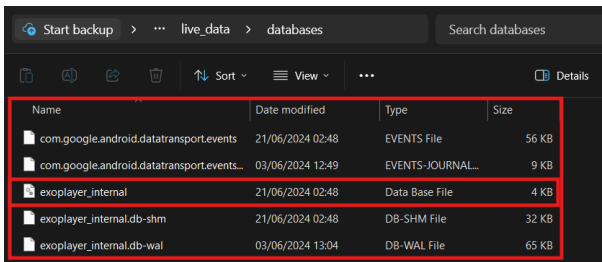 Start backup > ... live_data > databases Search databases
Sort View ... Details
Name Date modified Type Size
com.google.android.datatransport.events 21/06/2024 02:48 EVENTS File 56 KB
com.google.android.datatransport.events... 03/06/2024 12:49 EVENTS-JOURNAL... 9 KB
exoplayer_internal 21/06/2024 02:48 Data Base File 4 KB
exoplayer_internal.db-shm 21/06/2024 02:48 DB-SHM File 32 KB
exoplayer_internal.db-wal 03/06/2024 13:04 DB-WAL File 65 KB